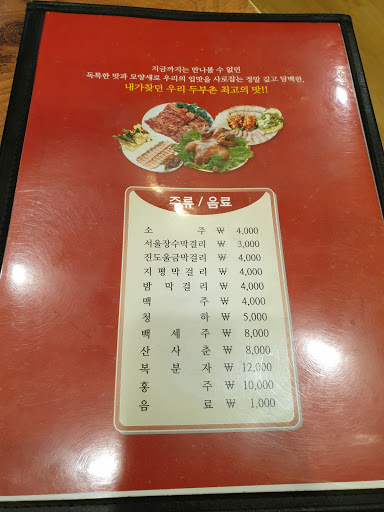 지금까지는 만나볼 수 없던
독특한 맛과 모양새로 우리의 입맛을 사로잡는 정말 깊고 담백한,
내가찾던 우리 두부촌 최고의 맛!!
주류 / 음료
소 주 ₩ 4,000
서울장수막걸리 ₩ 3,000
진도울금막걸리 ₩ 4,000
지평막걸리 ₩ 4,000
밤 막걸리 ₩ 4,000
맥 주 ₩ 4,000
청 하 ₩ 5,000
백 세 주 ₩ 8,000
산 사 춘 ₩ 8,000
복 분 자 ₩ 12,000
홍 주 ₩ 10,000
음 료 ₩ 1,000